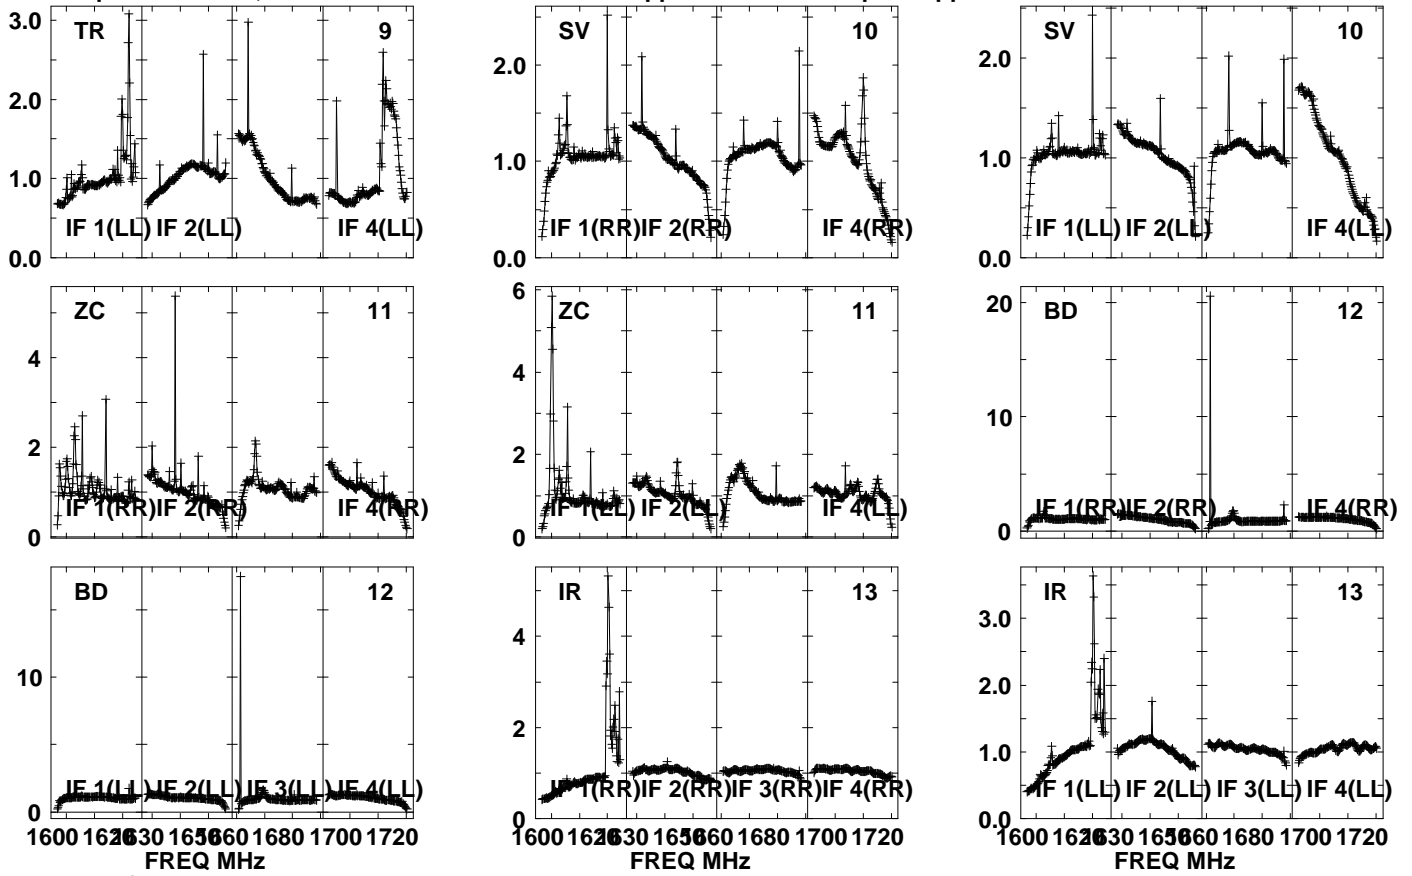 TR 9
3.0
2.0
1.0
0.0
IF 1(LL) IF 2(LL) IF 4(LL)
SV 10
2.0
1.0
0.0
IF 1(RR) IF 2(RR) IF 4(RR)
SV 10
2.0
1.0
0.0
IF 1(LL) IF 2(LL) IF 4(LL)
ZC 11
4
2
0
IF 1(RR) IF 2(RR) IF 4(RR)
ZC 11
6
4
2
0
IF 1(LL) IF 2(LL) IF 4(LL)
BD 12
20
10
0
IF 1(RR) IF 2(RR) IF 4(RR)
BD 12
10
0
IF 1(LL) IF 2(LL) IF 3(LL) IF 4(LL)
1600 1620 1630 1650 1660 1680 1700 1720
FREQ MHz
IR 13
4
2
0
1(RR) IF 2(RR) IF 3(RR) IF 4(RR)
1600 1620 1630 1650 1660 1680 1700 1720
FREQ MHz
IR 13
3.0
2.0
1.0
0.0
IF 1(LL) IF 2(LL) IF 3(LL) IF 4(LL)
1600 1620 1630 1650 1660 1680 1700 1720
FREQ MHz